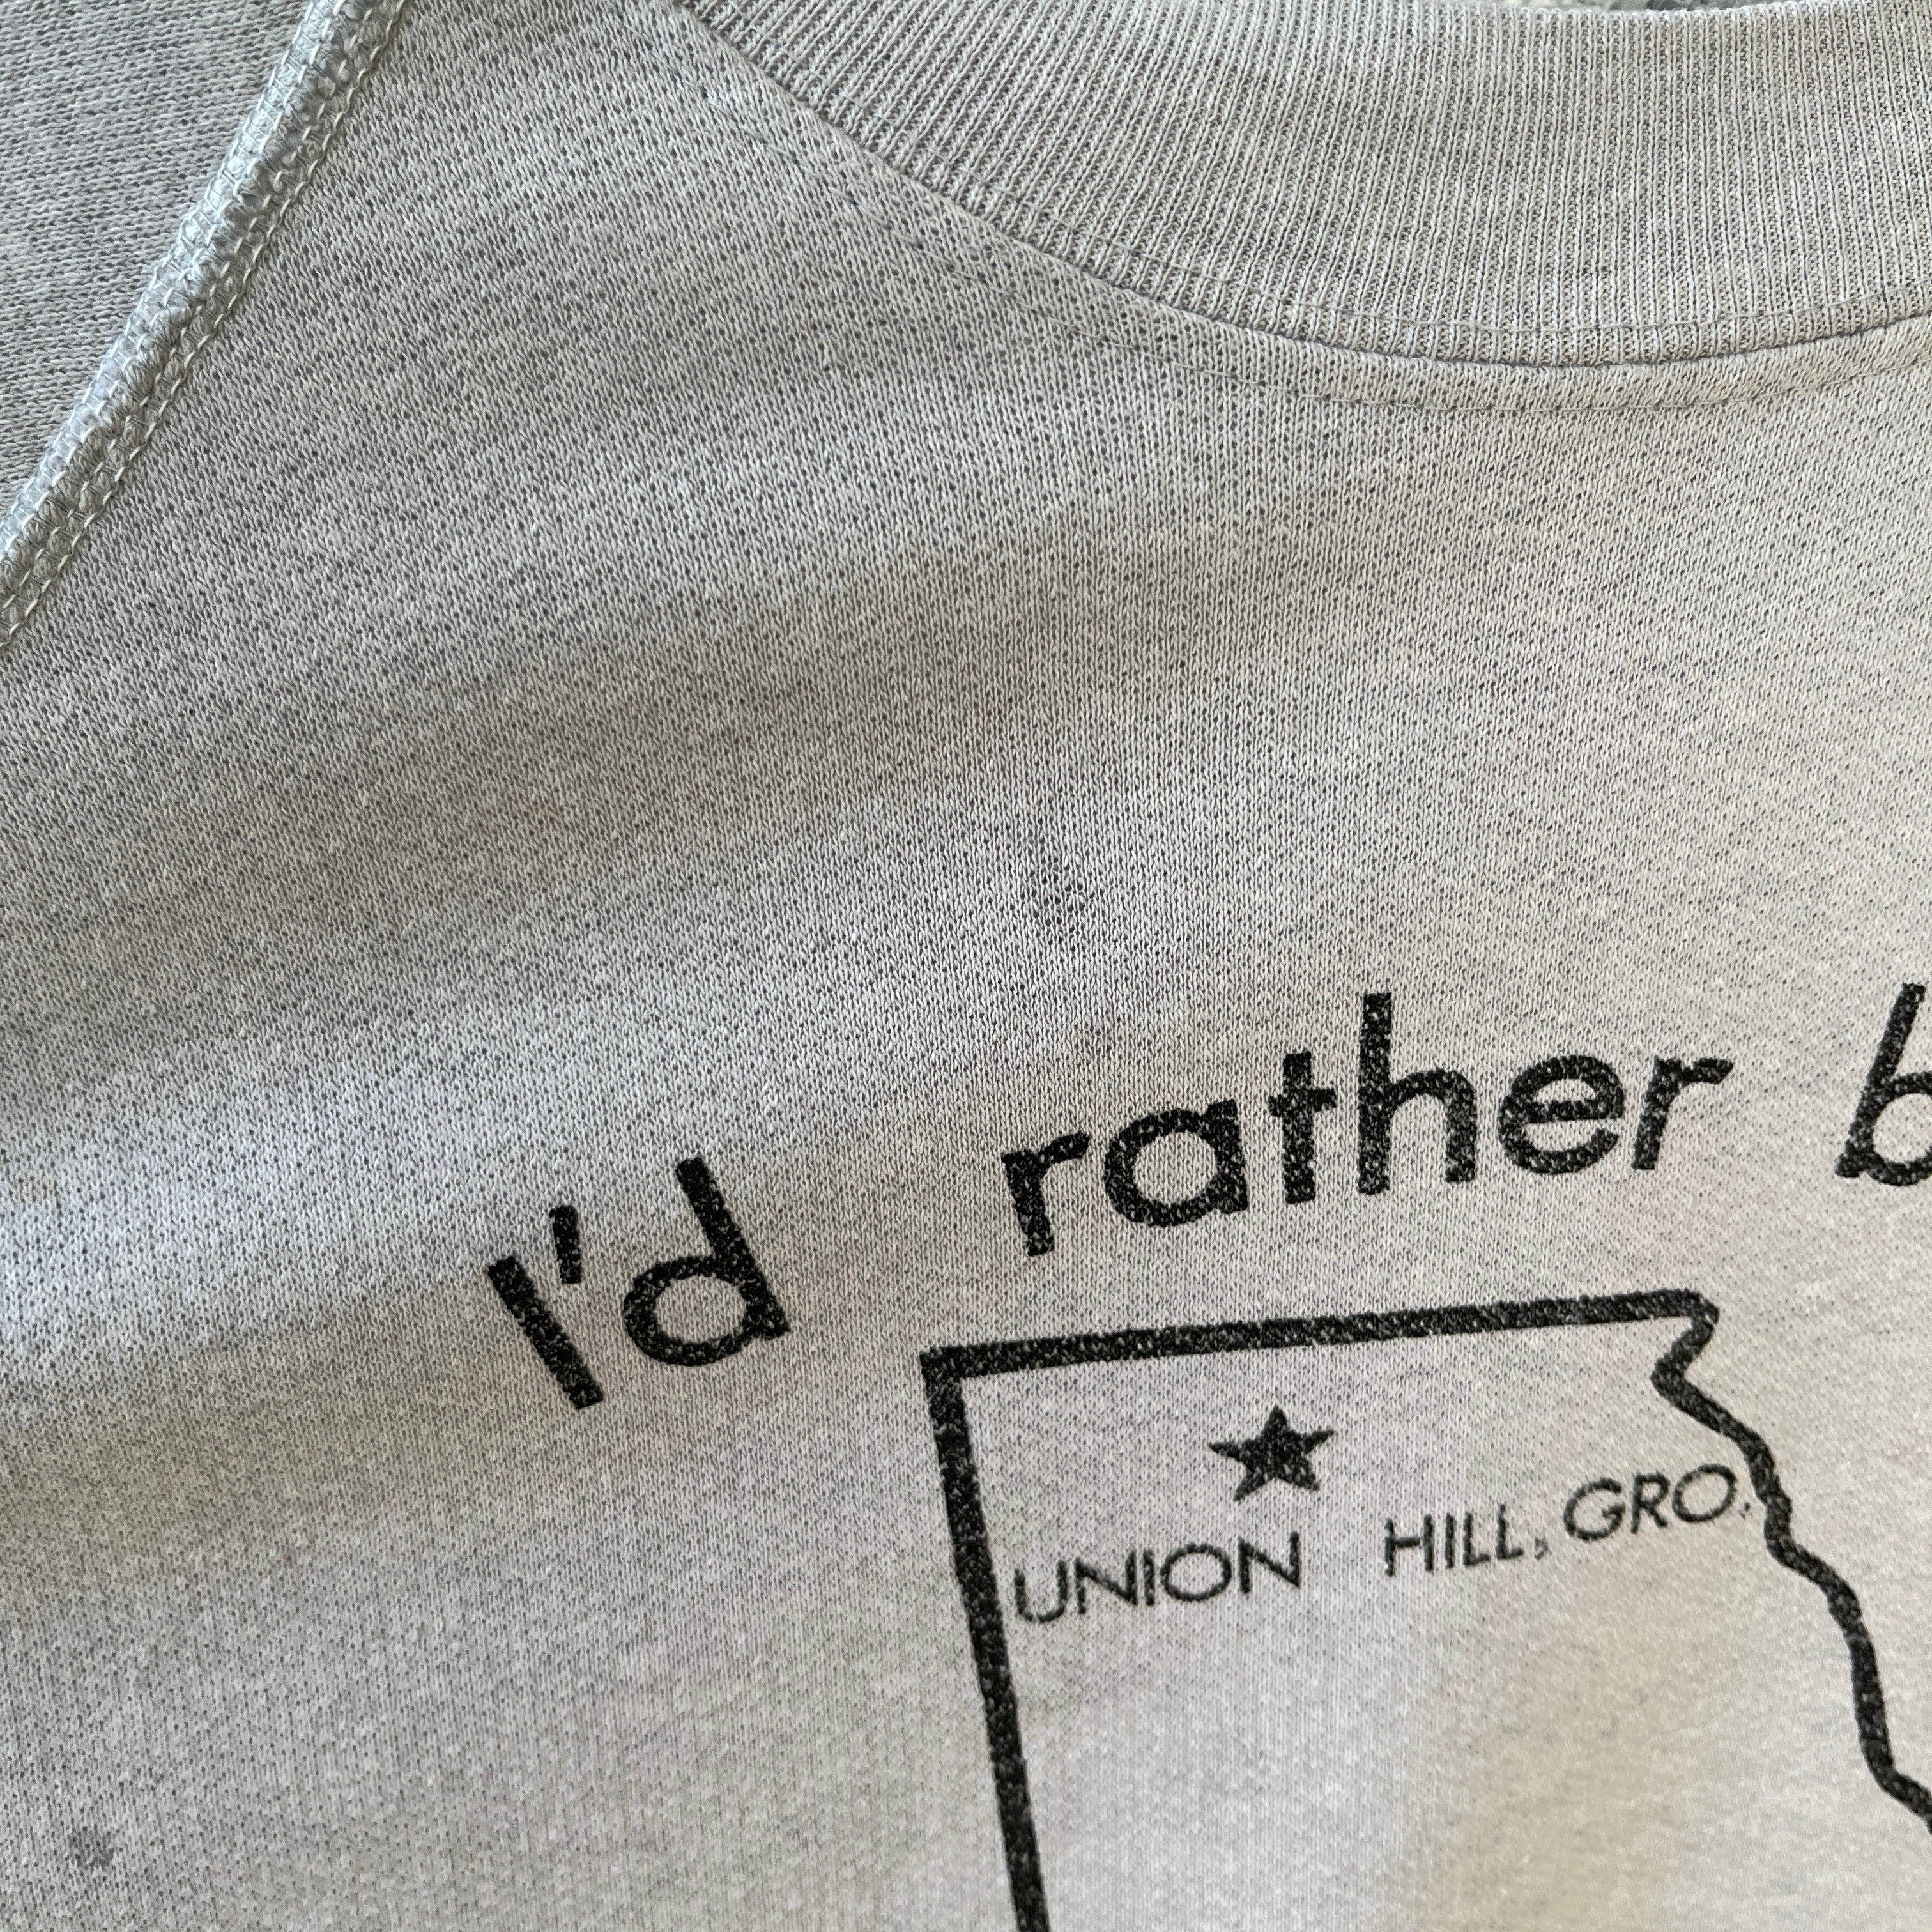 I'd rather b
UNION HILL, GRO.